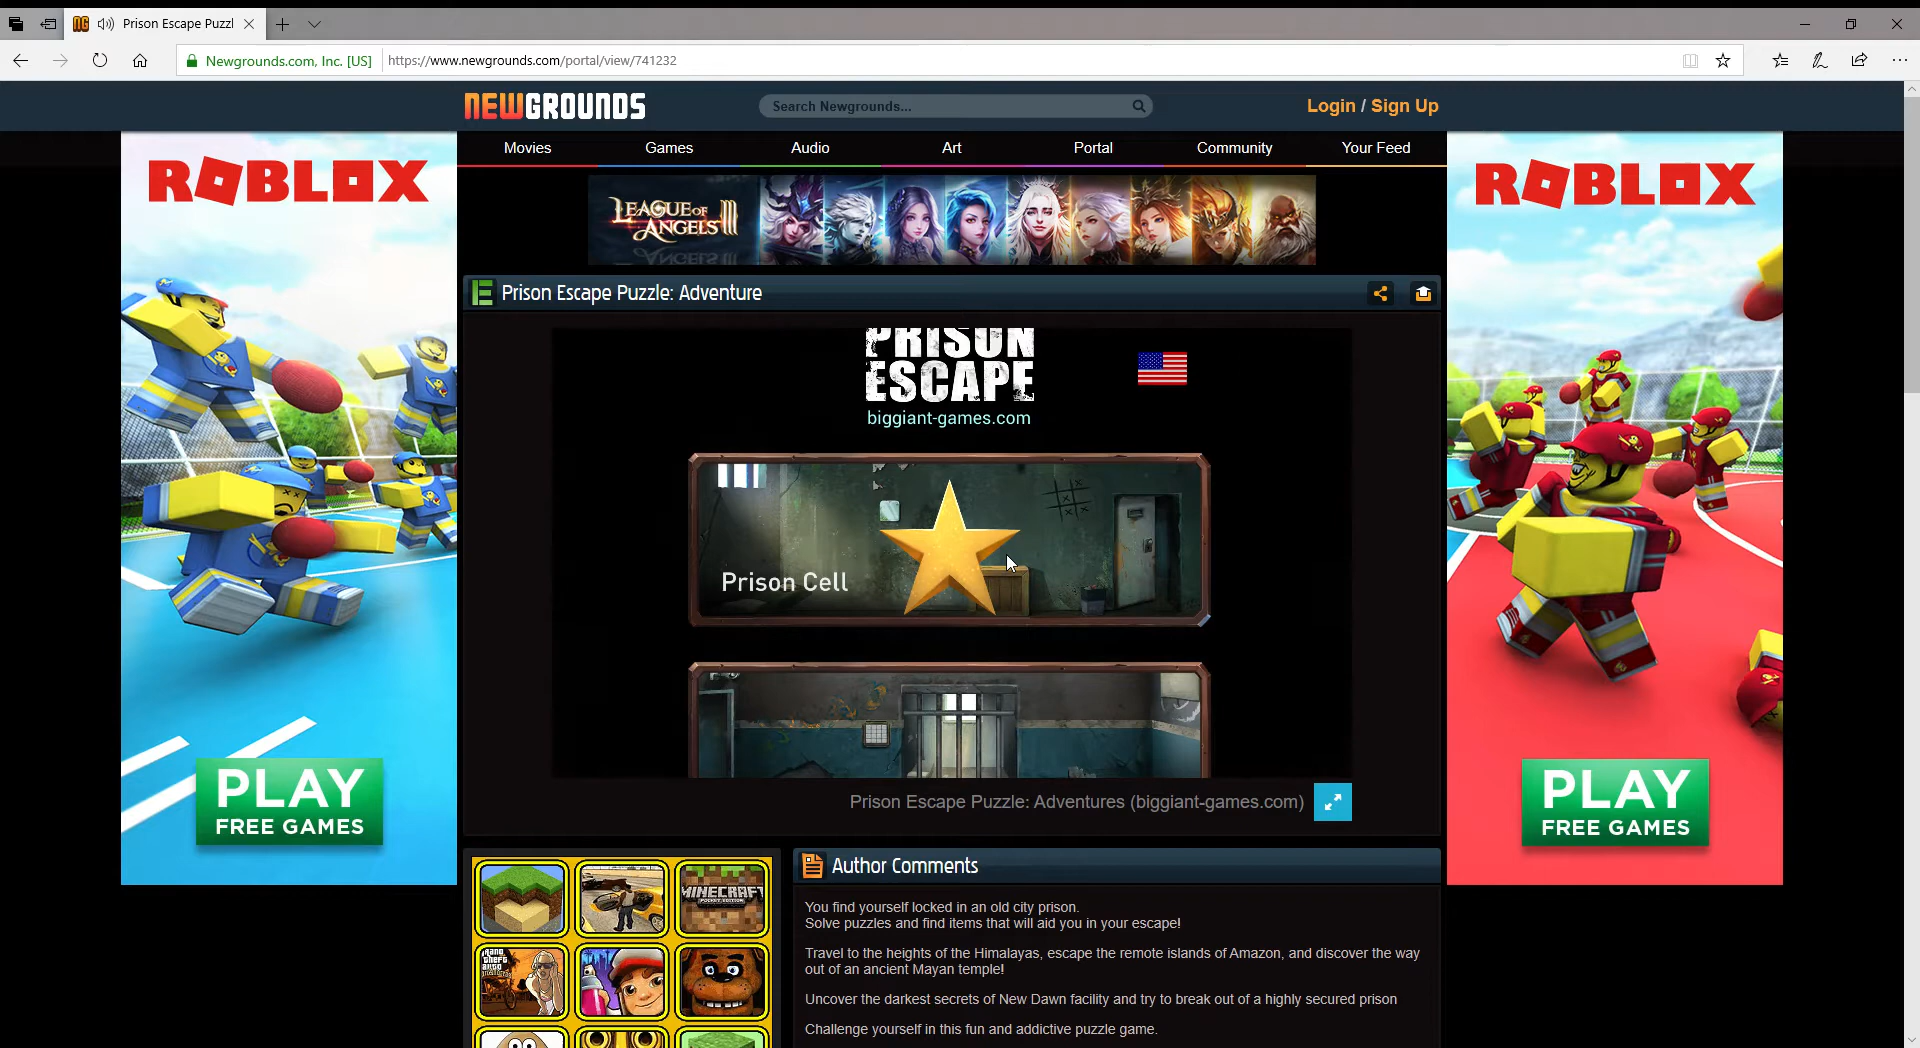 Prison Escape Puzzl
Newgrounds.com, Inc. [US]
https://www.newgrounds.com/portal/view/741232
NEWGROUNDS
Search Newgrounds...
Login / Sign Up
Movies
Games
Audio
Art
Portal
Community
Your Feed
ROBLOX
ROBLOX
LEAGUE OF
ANGELS III
E
Prison Escape Puzzle: Adventure
PRISON
ESCAPE
biggiant-games.com
Prison Cell
Prison Escape Puzzle: Adventures (biggiant-games.com)
PLAY
FREE GAMES
PLAY
FREE GAMES
MINECRAFT
POCKET EDITION
grand
theft
auto
Author Comments
You find yourself locked in an old city prison.
Solve puzzles and find items that will aid you in your escape!
Travel to the heights of the Himalayas, escape the remote islands of Amazon, and discover the way
out of an ancient Mayan temple!
Uncover the darkest secrets of New Dawn facility and try to break out of a highly secured prison
Challenge yourself in this fun and addictive puzzle game.